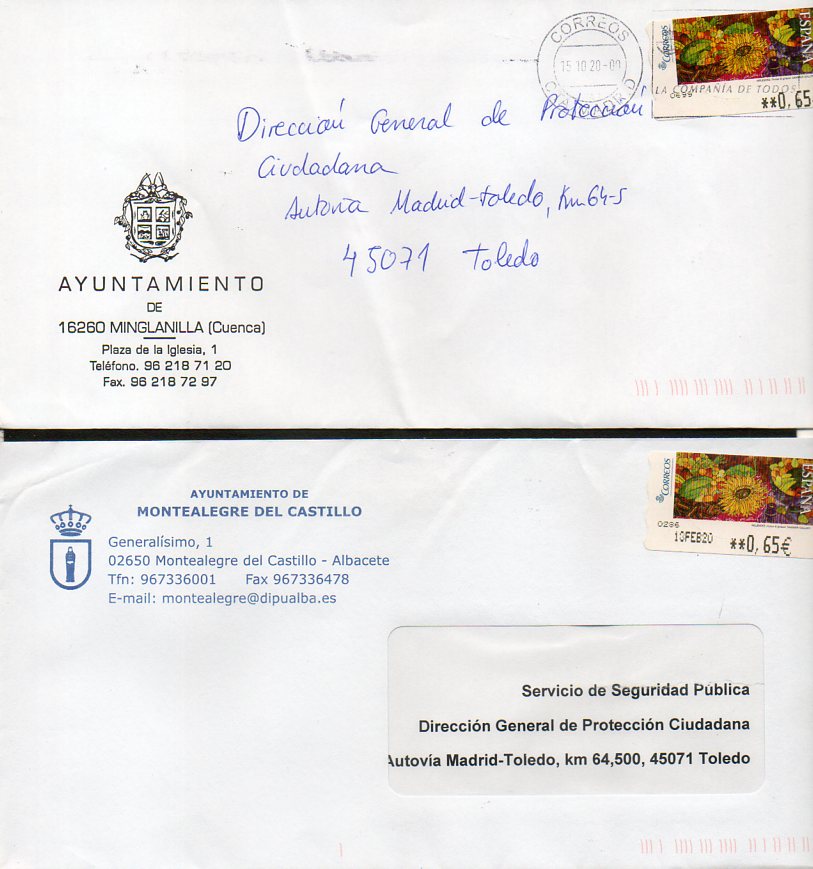 CORREOS
15 10 20-00
CORREOS
ESPAÑA
0699
LA COMPAÑÍA DE TODOS
**0,65
Dirección General de Protección
Ciudadana
Autovía Madrid-Toledo, Km 64-5
45071 Toledo
AYUNTAMIENTO
DE
16260 MINGLANILLA (Cuenca)
Plaza de la Iglesia, 1
Teléfono. 96 218 71 20
Fax. 96 218 72 97
CORREOS
ESPAÑA
0296
19FEB20
**0,65€
AYUNTAMIENTO DE
MONTEALEGRE DEL CASTILLO
Generalísimo, 1
02650 Montealegre del Castillo - Albacete
Tfn: 967336001 Fax 967336478
E-mail: montealegre@dipualba.es
Servicio de Seguridad Pública
Dirección General de Protección Ciudadana
Autovía Madrid-Toledo, km 64,500, 45071 Toledo